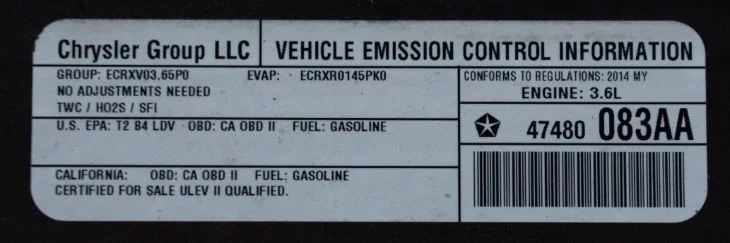 Chrysler Group LLC
VEHICLE EMISSION CONTROL INFORMATION
GROUP: ECRXV03.65P0 EVAP: ECRXR0145PK0
NO ADJUSTMENTS NEEDED
TWC / HO2S / SFI
CONFORMS TO REGULATIONS: 2014 MY
ENGINE: 3.6L
U.S. EPA: T2 B4 LDV OBD: CA OBD II FUEL: GASOLINE
47480 083AA
CALIFORNIA: OBD: CA OBD II FUEL: GASOLINE
CERTIFIED FOR SALE ULEV II QUALIFIED.